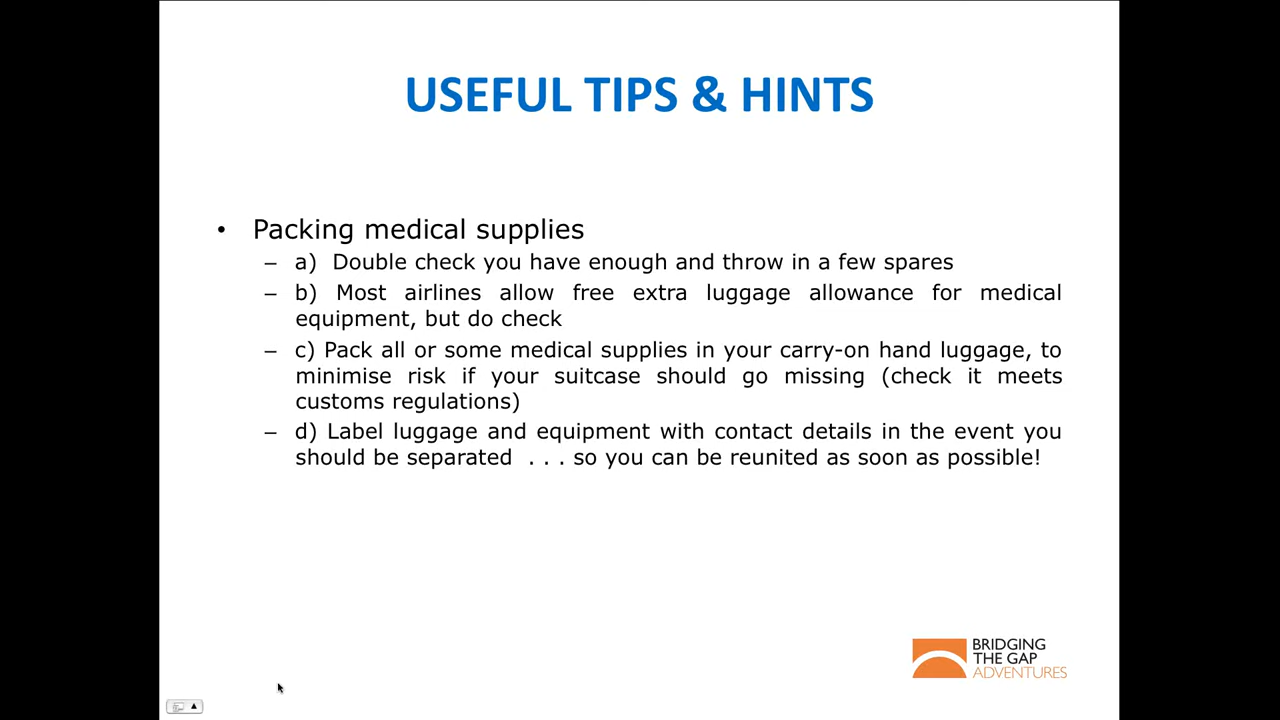 USEFUL TIPS & HINTS
• Packing medical supplies
– a)  Double check you have enough and throw in a few spares
– b) Most airlines allow free extra luggage allowance for medical
equipment, but do check
– c) Pack all or some medical supplies in your carry-on hand luggage, to
minimise risk if your suitcase should go missing (check it meets
customs regulations)
– d) Label luggage and equipment with contact details in the event you
should be separated  . . . so you can be reunited as soon as possible!
BRIDGING
THE GAP
ADVENTURES